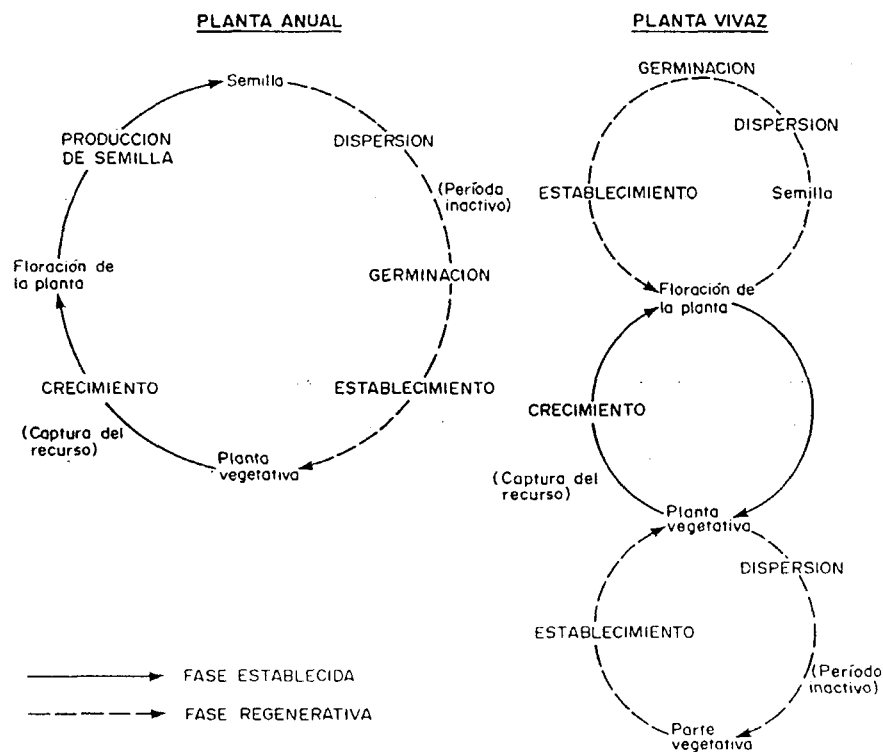 PLANTA ANUAL
Semilla
DISPERSION
(Período
inactivo)
GERMINACION
ESTABLECIMIENTO
Planta
vegetativa
(Captura del
recurso)
CRECIMIENTO
Floración de
la planta
PRODUCCION
DE SEMILLA
PLANTA VIVAZ
GERMINACION
DISPERSION
Semilla
ESTABLECIMIENTO
Floración de
la planta
CRECIMIENTO
(Captura del
recurso)
Planta
vegetativa
DISPERSION
ESTABLECIMIENTO
(Período
inactivo)
Parte
vegetativa
FASE ESTABLECIDA
FASE REGENERATIVA